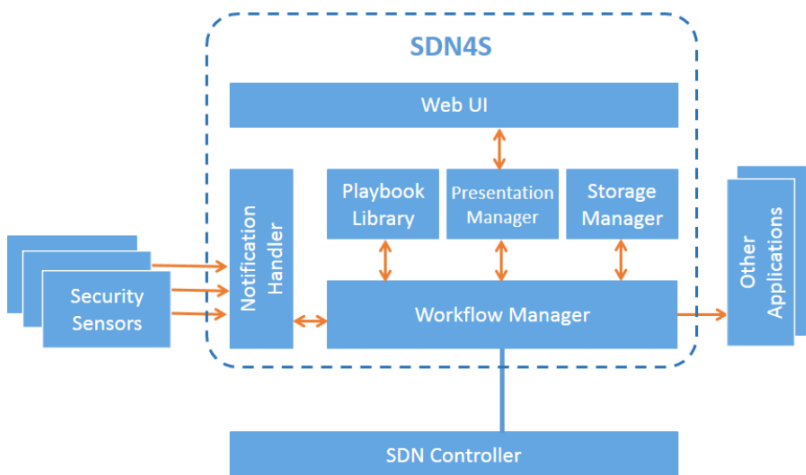 SDN4S
Web UI
Playbook
Library
Presentation
Manager
Storage
Manager
Notification
Handler
Security
Sensors
Workflow Manager
Other
Applications
SDN Controller